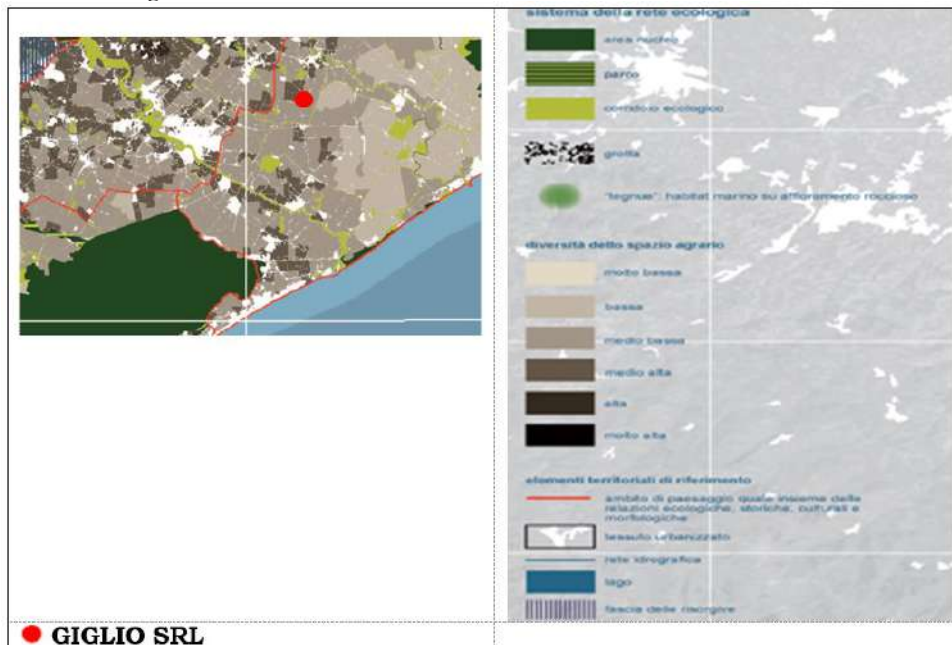 sistema della rete ecologica
area nucleo
parco
corridoio ecologico
grotta
"tegnue": habitat marino su affioramento roccioso
diversità dello spazio agrario
molto bassa
bassa
medio bassa
medio alta
alta
molto alta
elementi territoriali di riferimento
ambito di paesaggio quale insieme delle
relazioni ecologiche, storiche, culturali e
morfologiche
tessuto urbanizzato
rete idrografica
lago
fascia delle risorgive
GIGLIO SRL